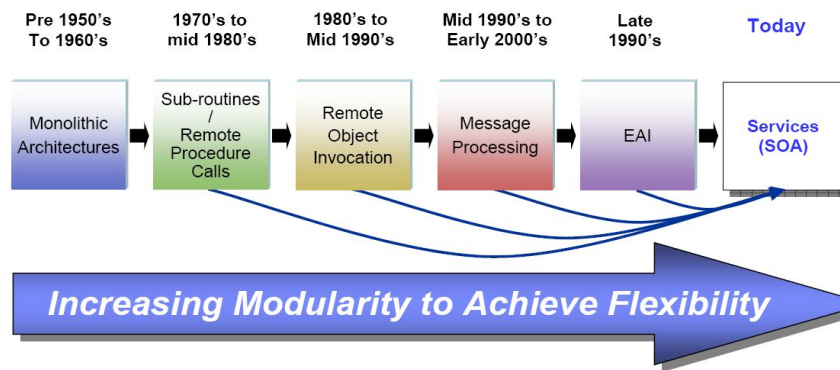 Pre 1950's
To 1960's
1970's to
mid 1980's
1980's to
Mid 1990's
Mid 1990's to
Early 2000's
Late
1990's
Today
Monolithic
Architectures
Sub-routines
/
Remote
Procedure
Calls
Remote
Object
Invocation
Message
Processing
EAI
Services
(SOA)
Increasing Modularity to Achieve Flexibility